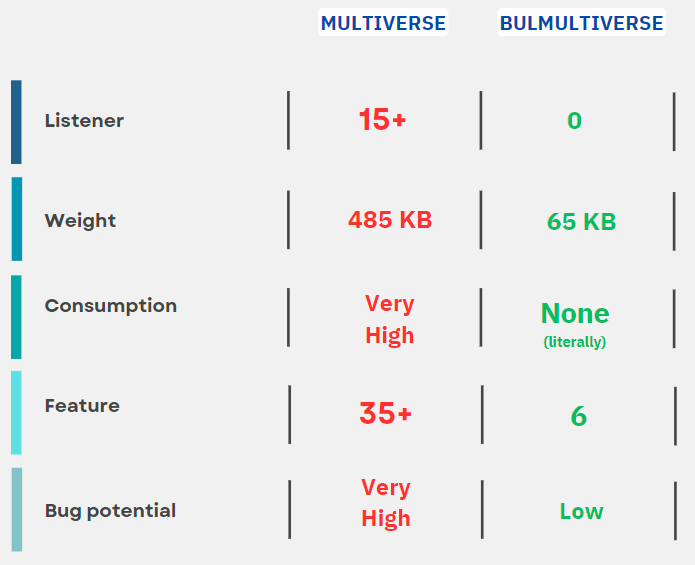 MULTIVERSE BULMULTIVERSE
Listener 15+ 0
Weight 485 KB 65 KB
Consumption Very High None
(literally)
Feature 35+ 6
Bug potential Very High Low